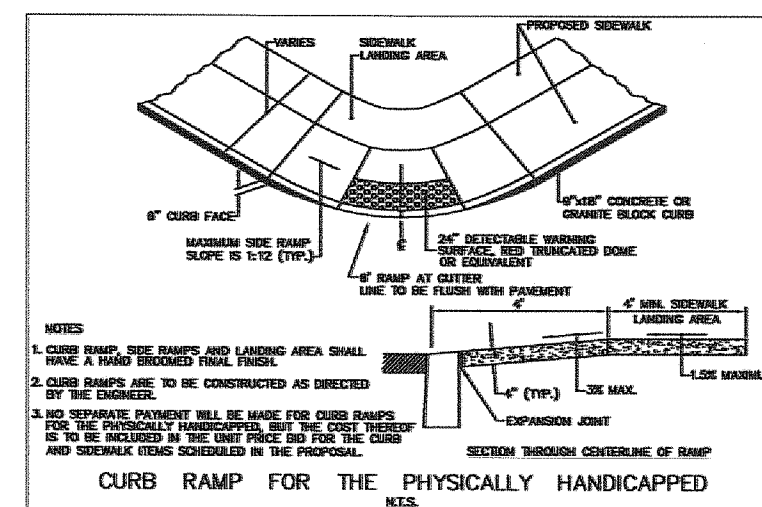 VARIES
SIDEWALK
LANDING AREA
PROPOSED SIDEWALK
6" CURB FACE
MAXIMUM SIDE RAMP
SLOPE IS 1:12 (TYP.)
9"x18" CONCRETE OR
GRANITE BLOCK CURB
24" DETECTABLE WARNING
SURFACE, RED TRUNCATED DOME
OR EQUIVALENT
RAMP AT GUTTER
LINE TO BE FLUSH WITH PAVEMENT
4'
4' MIN. SIDEWALK
LANDING AREA
1.5% MAXIMU
4" (TYP.)
3% MAX.
EXPANSION JOINT
SECTION THROUGH CENTERLINE OF RAMP
NOTES
1. CURB RAMP, SIDE RAMPS AND LANDING AREA SHALL
HAVE A HAND BROOMED FINAL FINISH.
2. CURB RAMPS ARE TO BE CONSTRUCTED AS DIRECTED
BY THE ENGINEER.
3. NO SEPARATE PAYMENT WILL BE MADE FOR CURB RAMPS
FOR THE PHYSICALLY HANDICAPPED, BUT THE COST THEREOF
IS TO BE INCLUDED IN THE UNIT PRICE BID FOR THE CURB
AND SIDEWALK ITEMS SCHEDULED IN THE PROPOSAL.
CURB RAMP FOR THE PHYSICALLY HANDICAPPED
N.T.S.